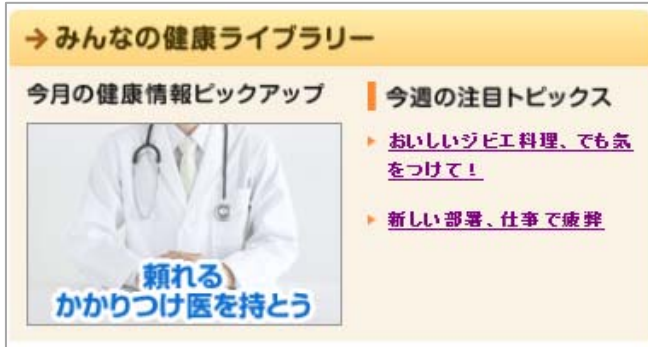 みんなの健康ライブラリー
今月の健康情報ピックアップ
頼れる
かかりつけ医を持とう
今週の注目トピックス
おいしいジビエ料理、でも気
をつけて！
新しい部署、仕事で疲弊